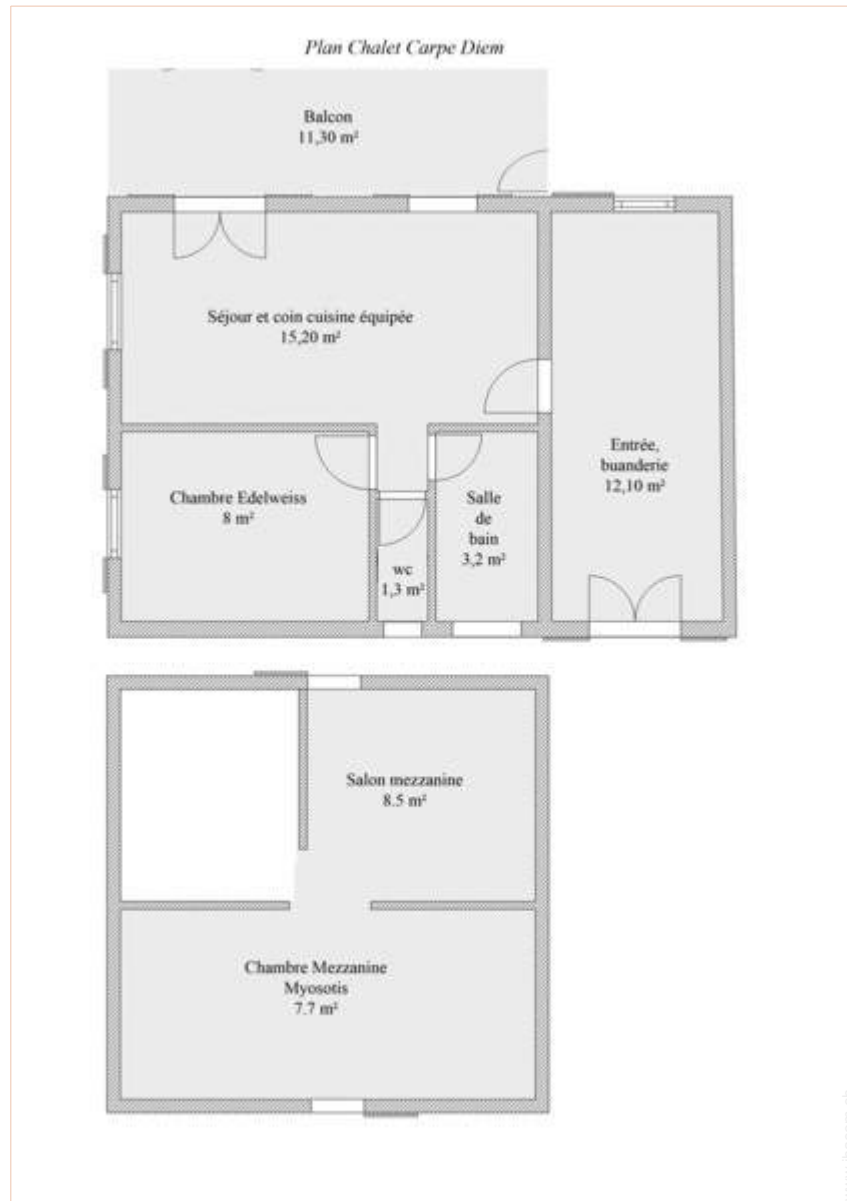 Plan Chalet Carpe Diem
Balcon
11,30 m²
Séjour et coin cuisine équipée
15,20 m²
Entrée,
buanderie
12,10 m²
Chambre Edelweiss
8 m²
Salle
de
bain
3,2 m²
wc
1,3 m²
Salon mezzanine
8.5 m²
Chambre Mezzanine
Myosotis
7.7 m²